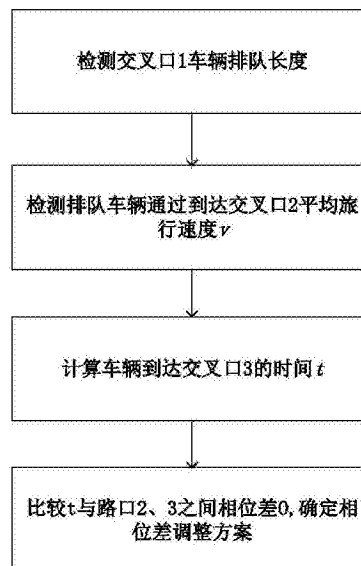 检测交叉口1车辆排队长度
检测排队车辆通过到达交叉口2平均旅
行速度v
计算车辆到达交叉口3的时间t
比较t与路口2、3之间相位差O,确定相
位差调整方案